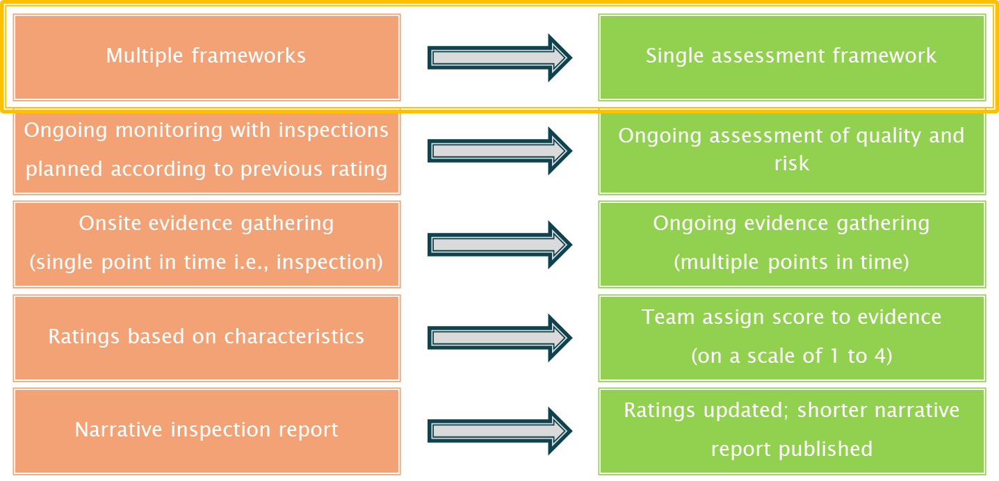 Multiple frameworks
Single assessment framework
Ongoing monitoring with inspections
planned according to previous rating
Ongoing assessment of quality and
risk
Onsite evidence gathering
(single point in time i.e., inspection)
Ongoing evidence gathering
(multiple points in time)
Ratings based on characteristics
Team assign score to evidence
(on a scale of 1 to 4)
Narrative inspection report
Ratings updated; shorter narrative
report published